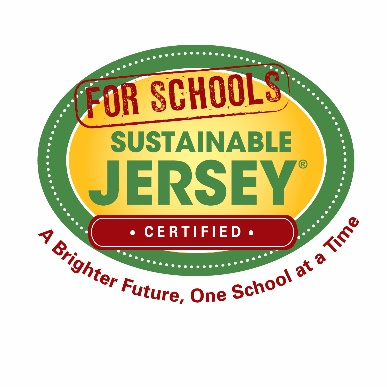 FOR SCHOOLS
SUSTAINABLE
JERSEY®
• CERTIFIED •
A Brighter Future, One School at a Time